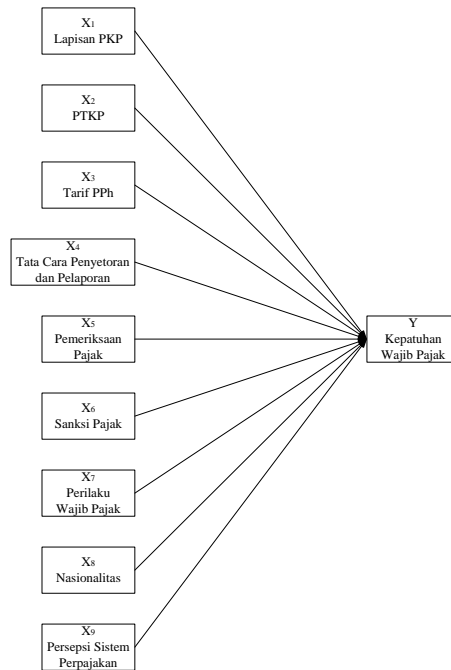 X1
Lapisan PKP
X2
PTKP
X3
Tarif PPh
X4
Tata Cara Penyetoran
dan Pelaporan
X5
Pemeriksaan
Pajak
X6
Sanksi Pajak
X7
Perilaku
Wajib Pajak
X8
Nasionalitas
X9
Persepsi Sistem
Perpajakan
Y
Kepatuhan
Wajib Pajak